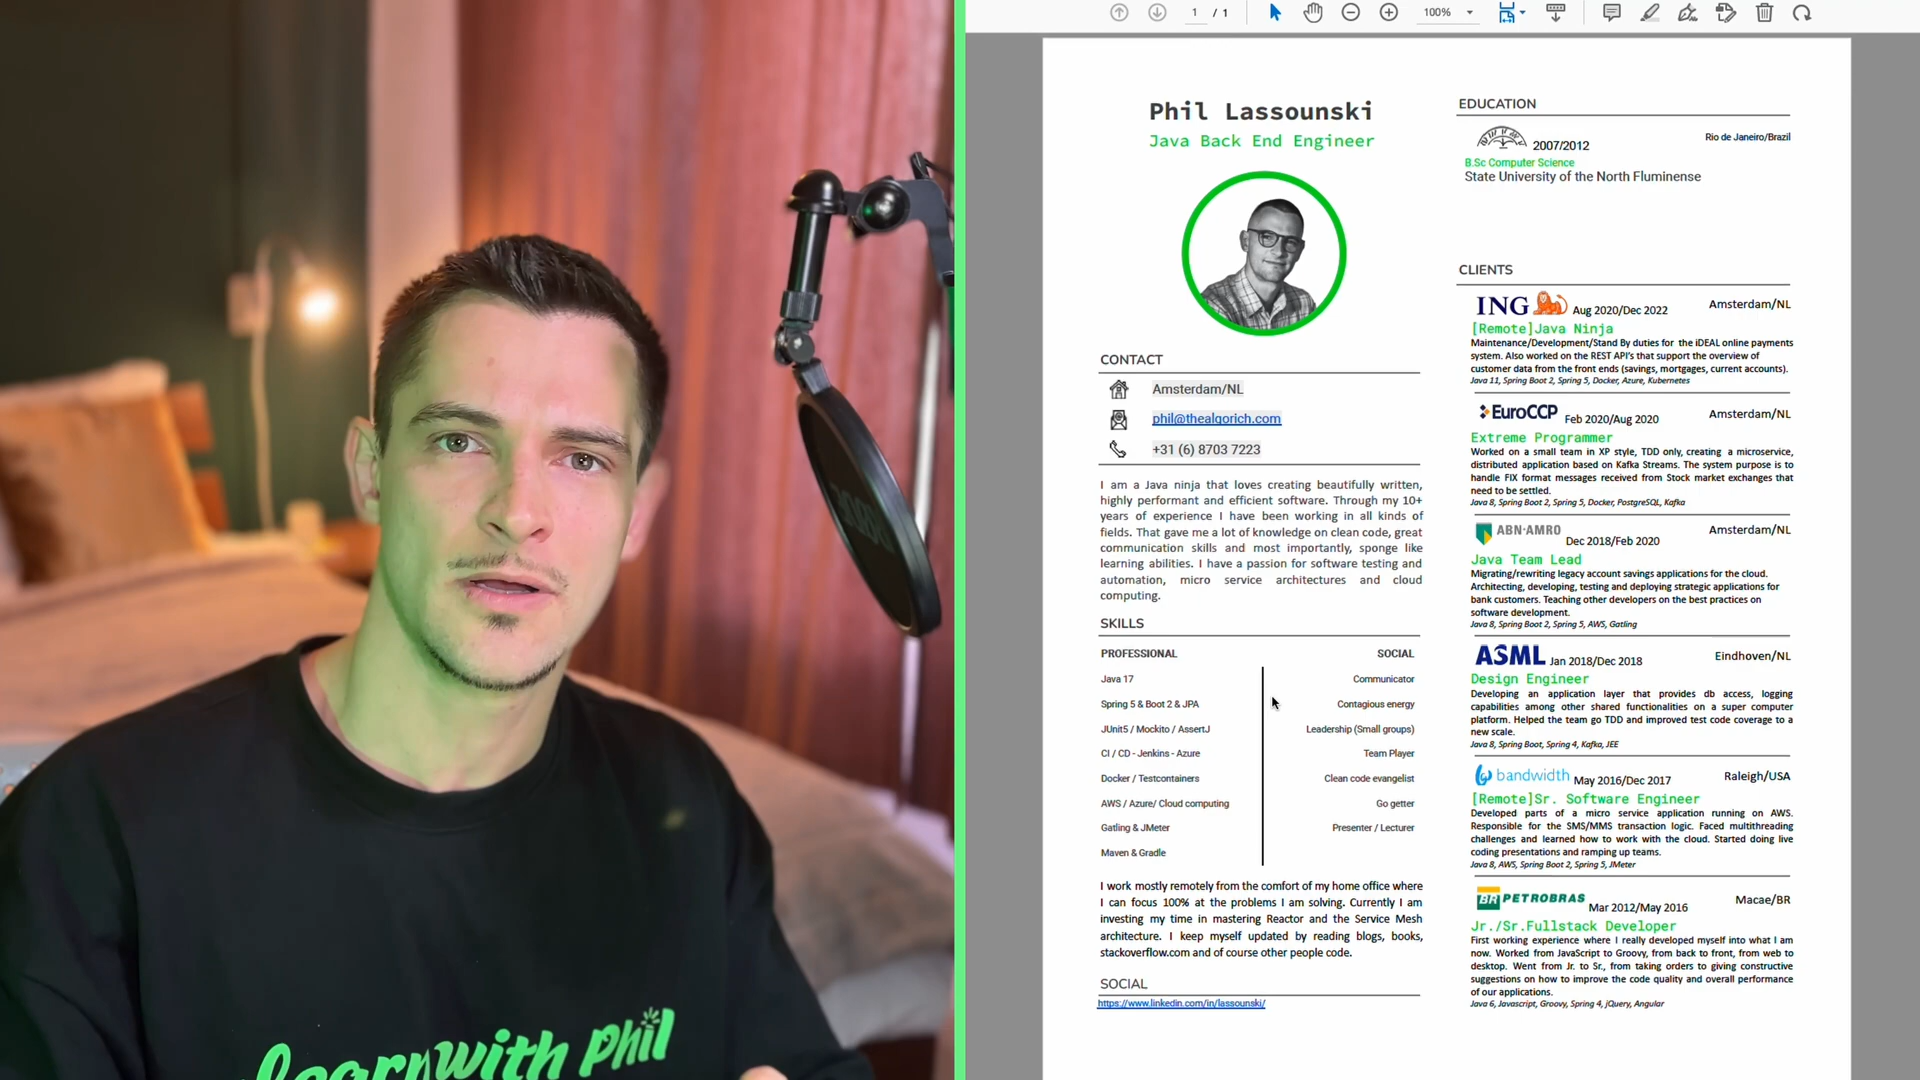 1 / 1
100%
Phil Lassounski
Java Back End Engineer
CONTACT
Amsterdam/NL
phil@thealgorich.com
+31 (6) 8703 7223
I am a Java ninja that loves creating beautifully written,
highly performant and efficient software. Through my 10+
years of experience I have been working in all kinds of
fields. That gave me a lot of knowledge on clean code, great
communication skills and most importantly, sponge like
learning abilities. I have a passion for software testing and
automation, micro service architectures and cloud
computing.
SKILLS
PROFESSIONAL
Java 17
Spring 5 & Boot 2 & JPA
JUnit5 / Mockito / AssertJ
CI / CD - Jenkins - Azure
Docker / Testcontainers
AWS / Azure/ Cloud computing
Gatling & JMeter
Maven & Gradle
SOCIAL
Communicator
Contagious energy
Leadership (Small groups)
Team Player
Clean code evangelist
Go getter
Presenter / Lecturer
I work mostly remotely from the comfort of my home office where
I can focus 100% at the problems I am solving. Currently I am
investing my time in mastering Reactor and the Service Mesh
architecture. I keep myself updated by reading blogs, books,
stackoverflow.com and of course other people code.
SOCIAL
https://www.linkedin.com/in/lassounski/
EDUCATION
2007/2012 Rio de Janeiro/Brazil
B.Sc Computer Science
State University of the North Fluminense
CLIENTS
ING Aug 2020/Dec 2022 Amsterdam/NL
[Remote]Java Ninja
Maintenance/Development/Stand By duties for the iDEAL online payments
system. Also worked on the REST API's that support the overview of
customer data from the front ends (savings, mortgages, current accounts).
Java 11, Spring Boot 2, Spring 5, Docker, Azure, Kubernetes
EuroCCP Feb 2020/Aug 2020 Amsterdam/NL
Extreme Programmer
Worked on a small team in XP style, TDD only, creating a microservice,
distributed application based on Kafka Streams. The system purpose is to
handle FIX format messages received from Stock market exchanges that
need to be settled.
Java 8, Spring Boot 2, Spring 5, Docker, PostgreSQL, Kafka
ABN·AMRO Dec 2018/Feb 2020 Amsterdam/NL
Java Team Lead
Migrating/rewriting legacy account savings applications for the cloud.
Architecting, developing, testing and deploying strategic applications for
bank customers. Teaching other developers on the best practices on
software development.
Java 8, Spring Boot 2, Spring 5, AWS, Gatling
ASML Jan 2018/Dec 2018 Eindhoven/NL
Design Engineer
Developing an application layer that provides db access, logging
capabilities among other shared functionalities on a super computer
platform. Helped the team go TDD and improved test code coverage to a
new scale.
Java 8, Spring Boot, Spring 4, Kafka, JEE
bandwidth May 2016/Dec 2017 Raleigh/USA
[Remote]Sr. Software Engineer
Developed parts of a micro service application running on AWS.
Responsible for the SMS/MMS transaction logic. Faced multithreading
challenges and learned how to work with the cloud. Started doing live
coding presentations and ramping up teams.
Java 8, AWS, Spring Boot 2, Spring 5, JMeter
BR PETROBRAS Mar 2012/May 2016 Macae/BR
Jr./Sr.Fullstack Developer
First working experience where I really developed myself into what I am
now. Worked from JavaScript to Groovy, from back to front, from web to
desktop. Went from Jr. to Sr., from taking orders to giving constructive
suggestions on how to improve the code quality and overall performance
of our applications.
Java 6, Javascript, Groovy, Spring 4, jQuery, Angular
learn with Phil